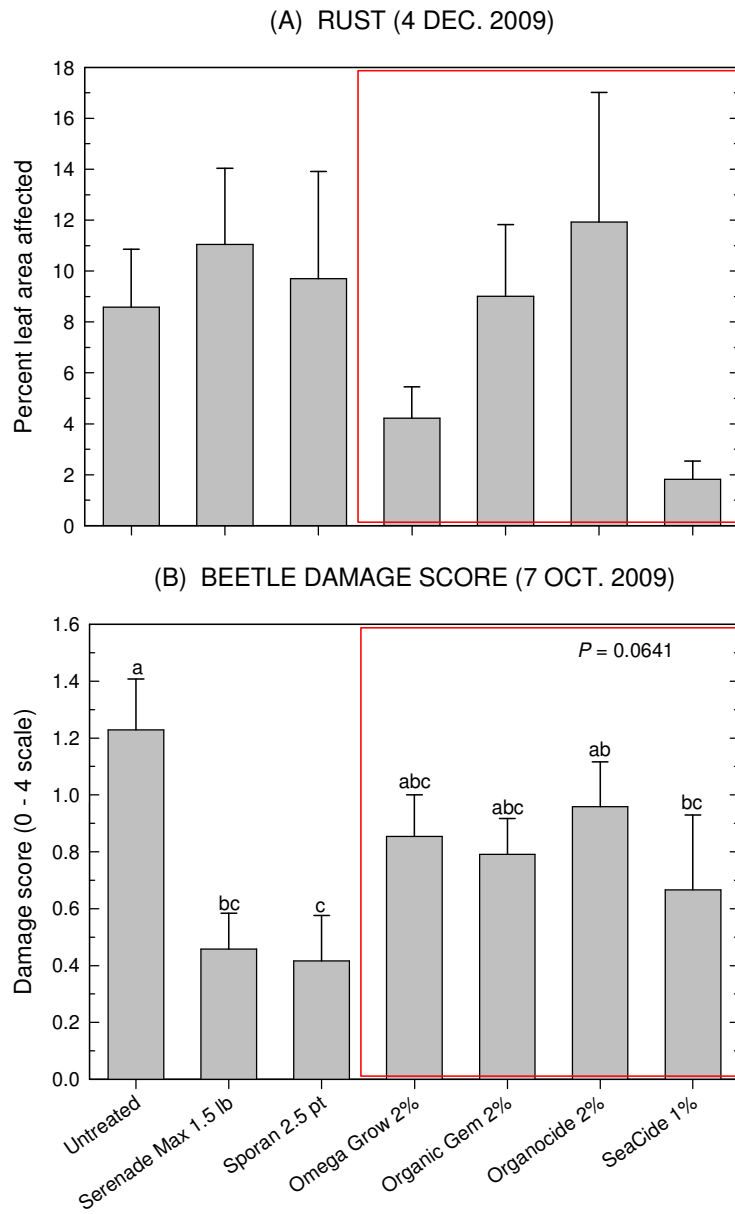 (A) RUST (4 DEC. 2009)
Percent leaf area affected
18
16
14
12
10
8
6
4
2
0
(B) BEETLE DAMAGE SCORE (7 OCT. 2009)
Damage score (0 - 4 scale)
1.6
1.4
1.2
1.0
0.8
0.6
0.4
0.2
0.0
P = 0.0641
a
bc
c
abc
abc
ab
bc
Untreated
Serenade Max 1.5 lb
Sporan 2.5 pt
Omega Grow 2%
Organic Gem 2%
Organocide 2%
SeaCide 1%